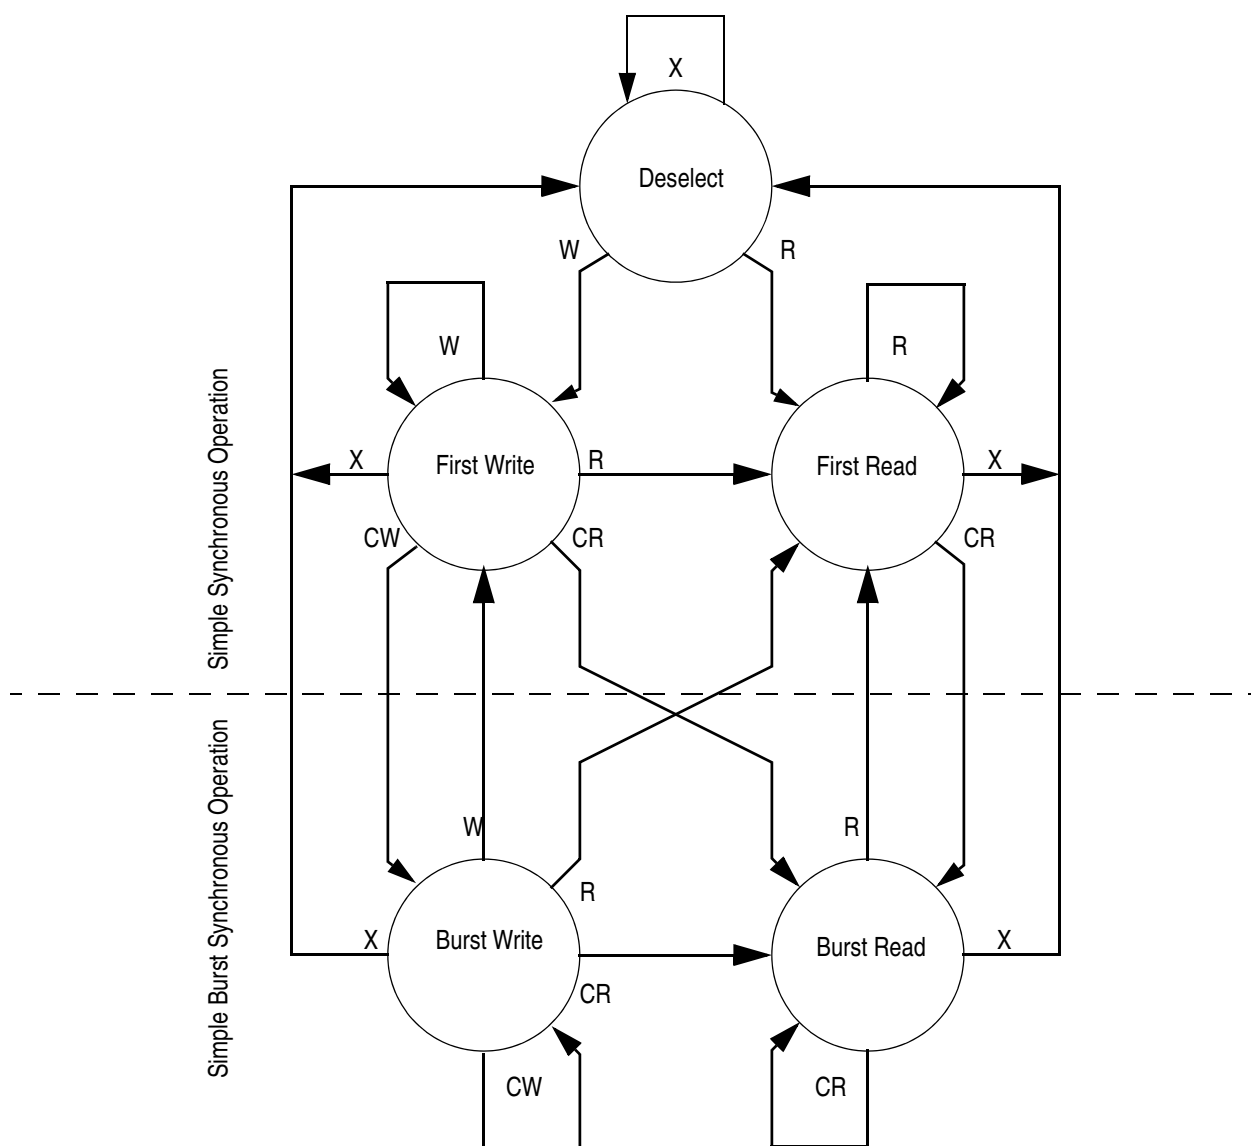 X
Deselect
W
R
W
R
X
First Write
R
First Read
X
CW
CR
CR
Simple Synchronous Operation
W
R
R
X
Burst Write
Burst Read
X
CR
Simple Burst Synchronous Operation
CW
CR